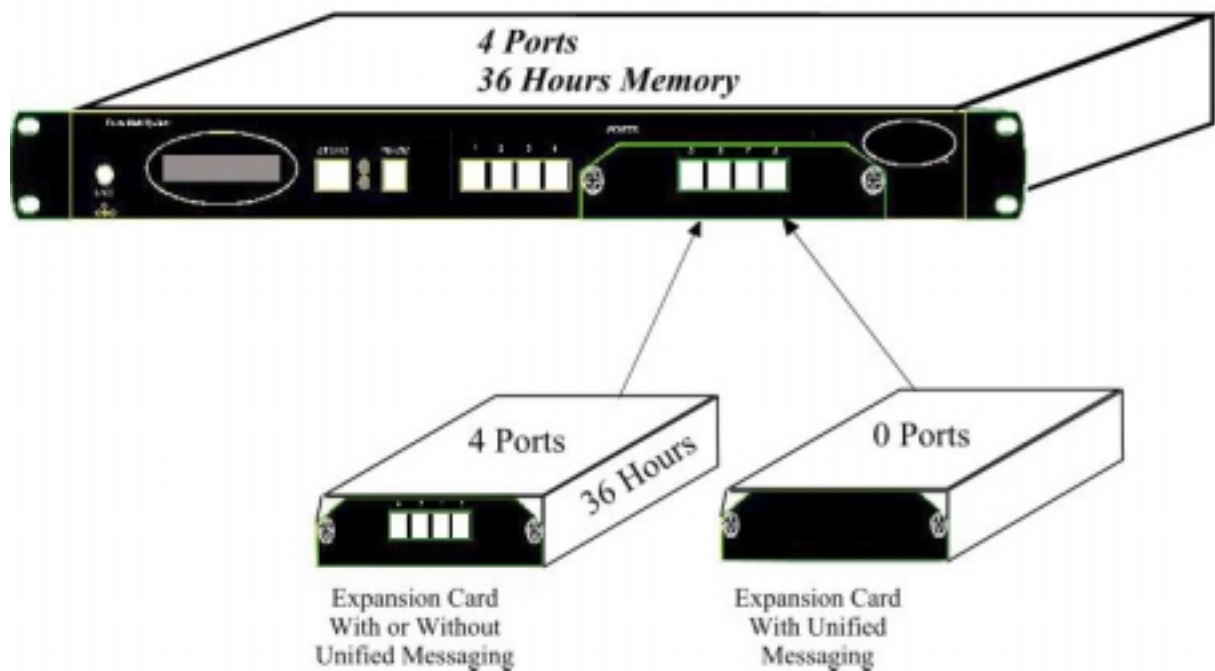 4 Ports
36 Hours Memory
PORTS
1 2 3 4
5 6 7 8
4 Ports
36 Hours
0 Ports
Expansion Card
With or Without
Unified Messaging
Expansion Card
With Unified
Messaging